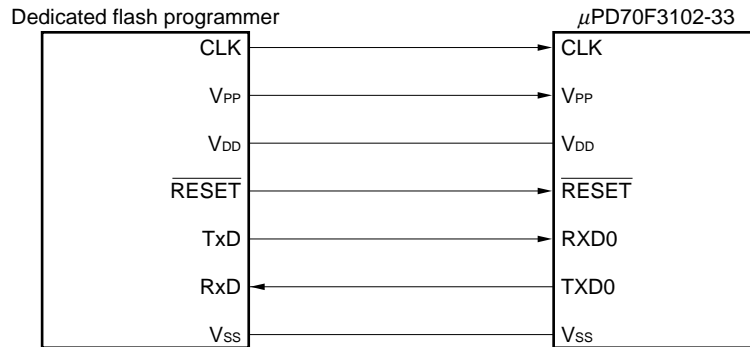 Dedicated flash programmer μPD70F3102-33
CLK CLK
VPP VPP
VDD VDD
RESET RESET
TxD RXD0
RxD TXD0
VSS VSS